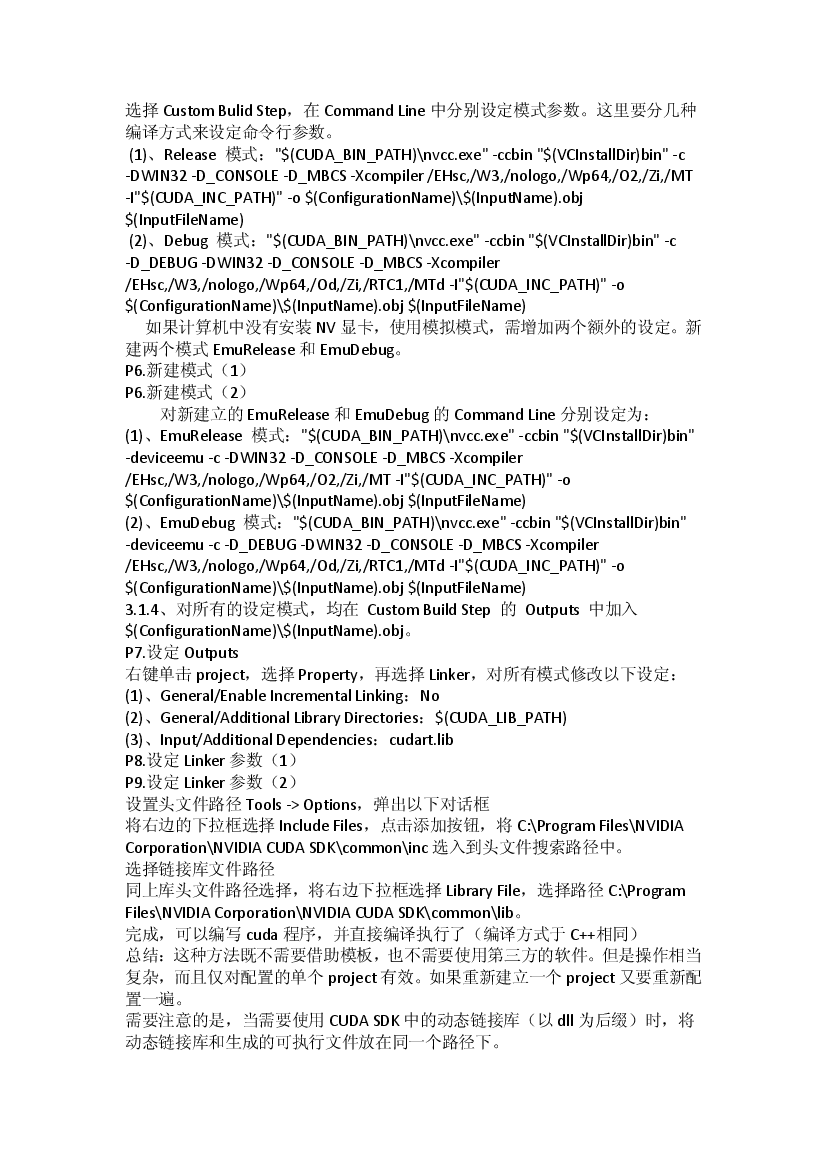 选择 Custom Bulid Step，在 Command Line 中分别设定模式参数。这里要分几种
编译方式来设定命令行参数。
(1)、Release 模式："$(CUDA_BIN_PATH)\nvcc.exe" -ccbin "$(VCInstallDir)bin" -c
-DWIN32 -D_CONSOLE -D_MBCS -Xcompiler /EHsc,/W3,/nologo,/Wp64,/O2,/Zi,/MT
-I"$(CUDA_INC_PATH)" -o $(ConfigurationName)\$(InputName).obj
$(InputFileName)
(2)、Debug 模式："$(CUDA_BIN_PATH)\nvcc.exe" -ccbin "$(VCInstallDir)bin" -c
-D_DEBUG -DWIN32 -D_CONSOLE -D_MBCS -Xcompiler
/EHsc,/W3,/nologo,/Wp64,/Od,/Zi,/RTC1,/MTd -I"$(CUDA_INC_PATH)" -o
$(ConfigurationName)\$(InputName).obj $(InputFileName)
如果计算机中没有安装 NV 显卡，使用模拟模式，需增加两个额外的设定。新
建两个模式 EmuRelease 和 EmuDebug。
P6.新建模式（1）
P6.新建模式（2）
对新建立的 EmuRelease 和 EmuDebug 的 Command Line 分别设定为：
(1)、EmuRelease 模式："$(CUDA_BIN_PATH)\nvcc.exe" -ccbin "$(VCInstallDir)bin"
-deviceemu -c -DWIN32 -D_CONSOLE -D_MBCS -Xcompiler
/EHsc,/W3,/nologo,/Wp64,/O2,/Zi,/MT -I"$(CUDA_INC_PATH)" -o
$(ConfigurationName)\$(InputName).obj $(InputFileName)
(2)、EmuDebug 模式："$(CUDA_BIN_PATH)\nvcc.exe" -ccbin "$(VCInstallDir)bin"
-deviceemu -c -D_DEBUG -DWIN32 -D_CONSOLE -D_MBCS -Xcompiler
/EHsc,/W3,/nologo,/Wp64,/Od,/Zi,/RTC1,/MTd -I"$(CUDA_INC_PATH)" -o
$(ConfigurationName)\$(InputName).obj $(InputFileName)
3.1.4、对所有的设定模式，均在 Custom Build Step 的 Outputs 中加入
$(ConfigurationName)\$(InputName).obj。
P7.设定 Outputs
右键单击 project，选择 Property，再选择 Linker，对所有模式修改以下设定：
(1)、General/Enable Incremental Linking：No
(2)、General/Additional Library Directories：$(CUDA_LIB_PATH)
(3)、Input/Additional Dependencies：cudart.lib
P8.设定 Linker 参数（1）
P9.设定 Linker 参数（2）
设置头文件路径 Tools -> Options，弹出以下对话框
将右边的下拉框选择 Include Files，点击添加按钮，将 C:\Program Files\NVIDIA
Corporation\NVIDIA CUDA SDK\common\inc 选入到头文件搜索路径中。
选择链接库文件路径
同上库头文件路径选择，将右边下拉框选择 Library File，选择路径 C:\Program
Files\NVIDIA Corporation\NVIDIA CUDA SDK\common\lib。
完成，可以编写 cuda 程序，并直接编译执行了（编译方式于 C++相同）
总结：这种方法既不需要借助模板，也不需要使用第三方的软件。但是操作相当
复杂，而且仅对配置的单个 project 有效。如果重新建立一个 project 又要重新配
置一遍。
需要注意的是，当需要使用 CUDA SDK 中的动态链接库（以 dll 为后缀）时，将
动态链接库和生成的可执行文件放在同一个路径下。